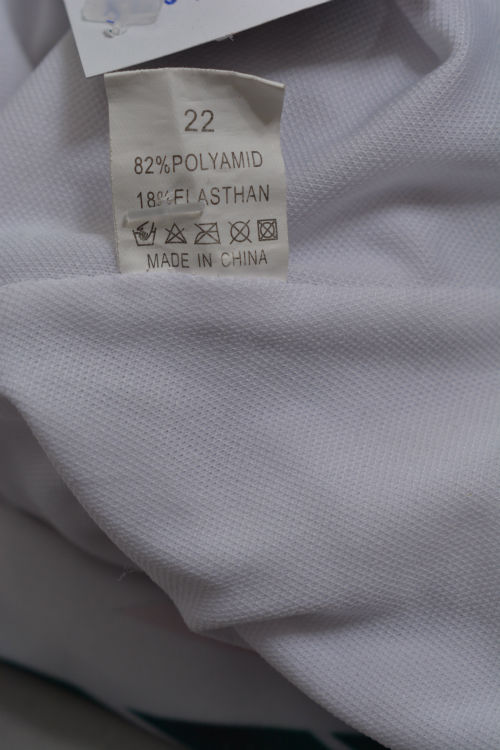 22
82%POLYAMID
18%ELASTHAN
MADE IN CHINA